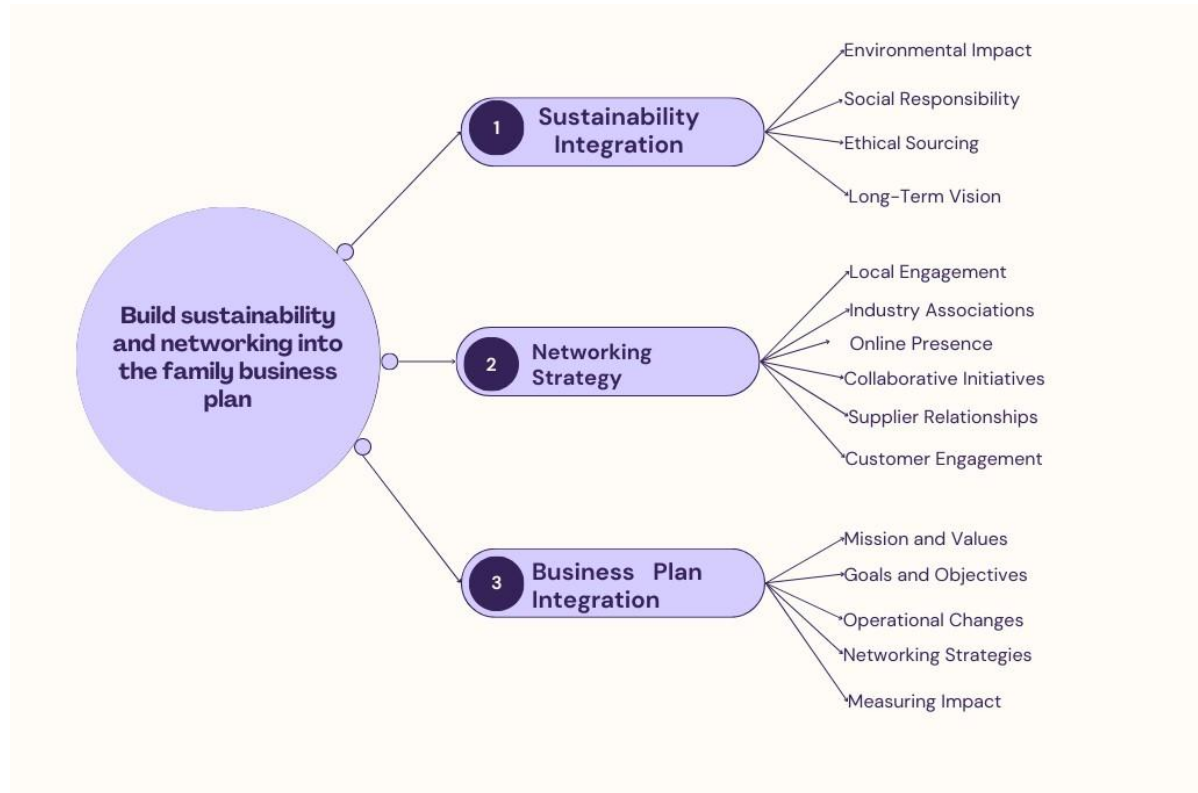 Build sustainability
and networking into
the family business
plan
1
Sustainability
Integration
Environmental Impact
Social Responsibility
Ethical Sourcing
Long-Term Vision
2
Networking
Strategy
Local Engagement
Industry Associations
Online Presence
Collaborative Initiatives
Supplier Relationships
Customer Engagement
3
Business Plan
Integration
Mission and Values
Goals and Objectives
Operational Changes
Networking Strategies
Measuring Impact